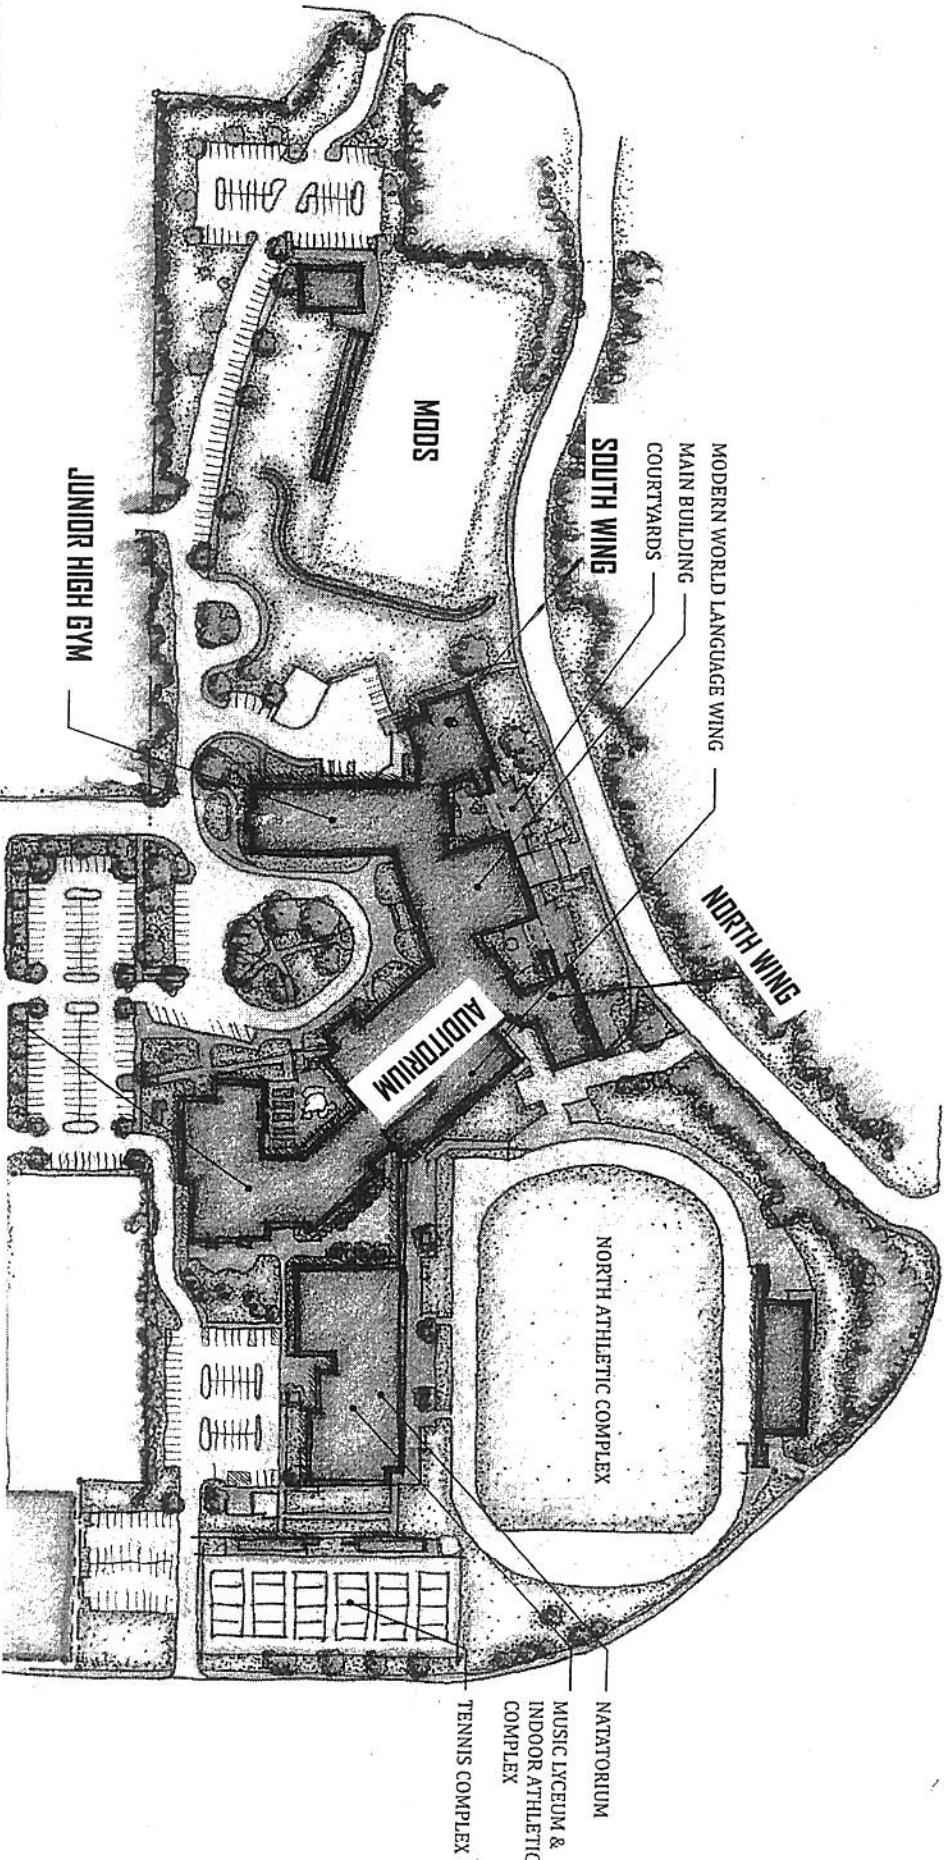 MODERN WORLD LANGUAGE WING
MAIN BUILDING
COURTYARDS
SOUTH WING
NORTH WING
MODS
JUNIOR HIGH GYM
AUDITORIUM
NORTH ATHLETIC COMPLEX
NATATORIUM
MUSIC LYCEUM &
INDOOR ATHLETIC
COMPLEX
TENNIS COMPLEX